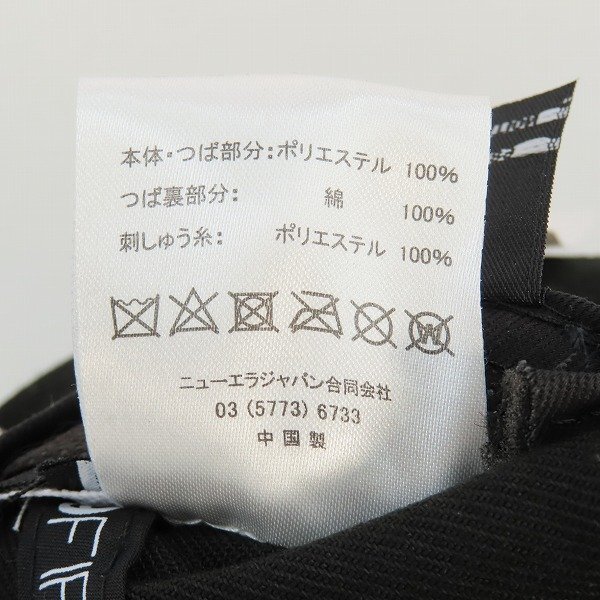 本体・つば部分：ポリエステル 100%
つば裏部分： 綿 100%
刺しゅう糸： ポリエステル 100%
ニューエラジャパン合同会社
03 (5773) 6733
中国製